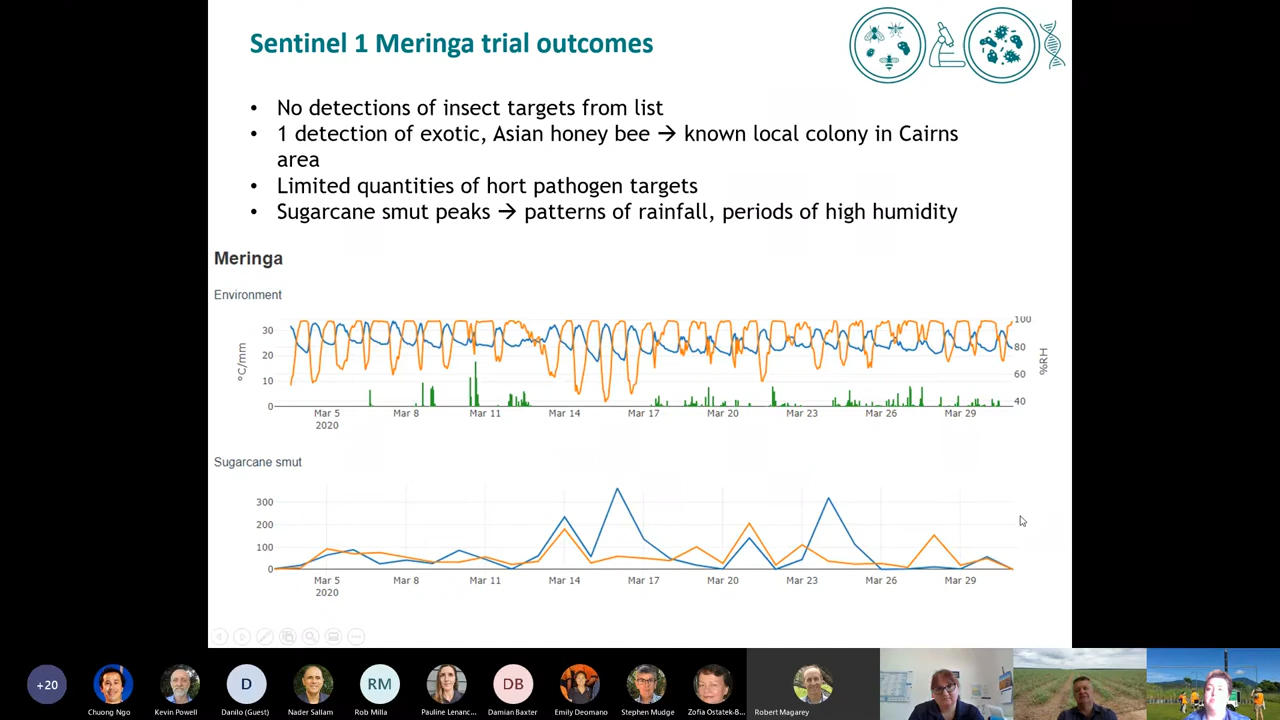 Sentinel 1 Meringa trial outcomes
• No detections of insect targets from list
• 1 detection of exotic, Asian honey bee → known local colony in Cairns
area
• Limited quantities of hort pathogen targets
• Sugarcane smut peaks → patterns of rainfall, periods of high humidity
Meringa
Environment
30
20
10
0
°C/mm
100
80
60
40
%RH
Mar 5 Mar 8 Mar 11 Mar 14 Mar 17 Mar 20 Mar 23 Mar 26 Mar 29
2020
Sugarcane smut
300
200
100
0
Mar 5 Mar 8 Mar 11 Mar 14 Mar 17 Mar 20 Mar 23 Mar 26 Mar 29
2020
+20 D RM DB
Chuong Ngo Kevin Powell Danilo (Guest) Nader Sallam Rob Milla Pauline Lenanc... Damian Baxter Emily Deomano Stephen Mudge Zofia Ostatek-B... Robert Magarey